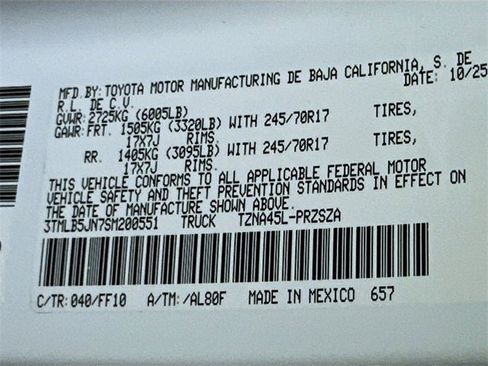 MFD.BY:TOYOTA MOTOR MANUFACTURING DE BAJA CALIFORNIA, S. DE
R.L. DE C.V. DATE: 10/25
GVWR:2725KG (6005LB)
GAWR:FRT. 1505KG (3320LB) WITH 245/70R17 TIRES,
17X7J RIMS
RR. 1405KG (3095LB) WITH 245/70R17 TIRES,
17X7J RIMS
THIS VEHICLE CONFORMS TO ALL APPLICABLE FEDERAL MOTOR
VEHICLE SAFETY AND THEFT PREVENTION STANDARDS IN EFFECT ON
THE DATE OF MANUFACTURE SHOWN ABOVE.
3TMLB5JN7SM200551 TRUCK TZNA45L-PRZSZA
C/TR:040/FF10 A/TM:/AL80F MADE IN MEXICO 657